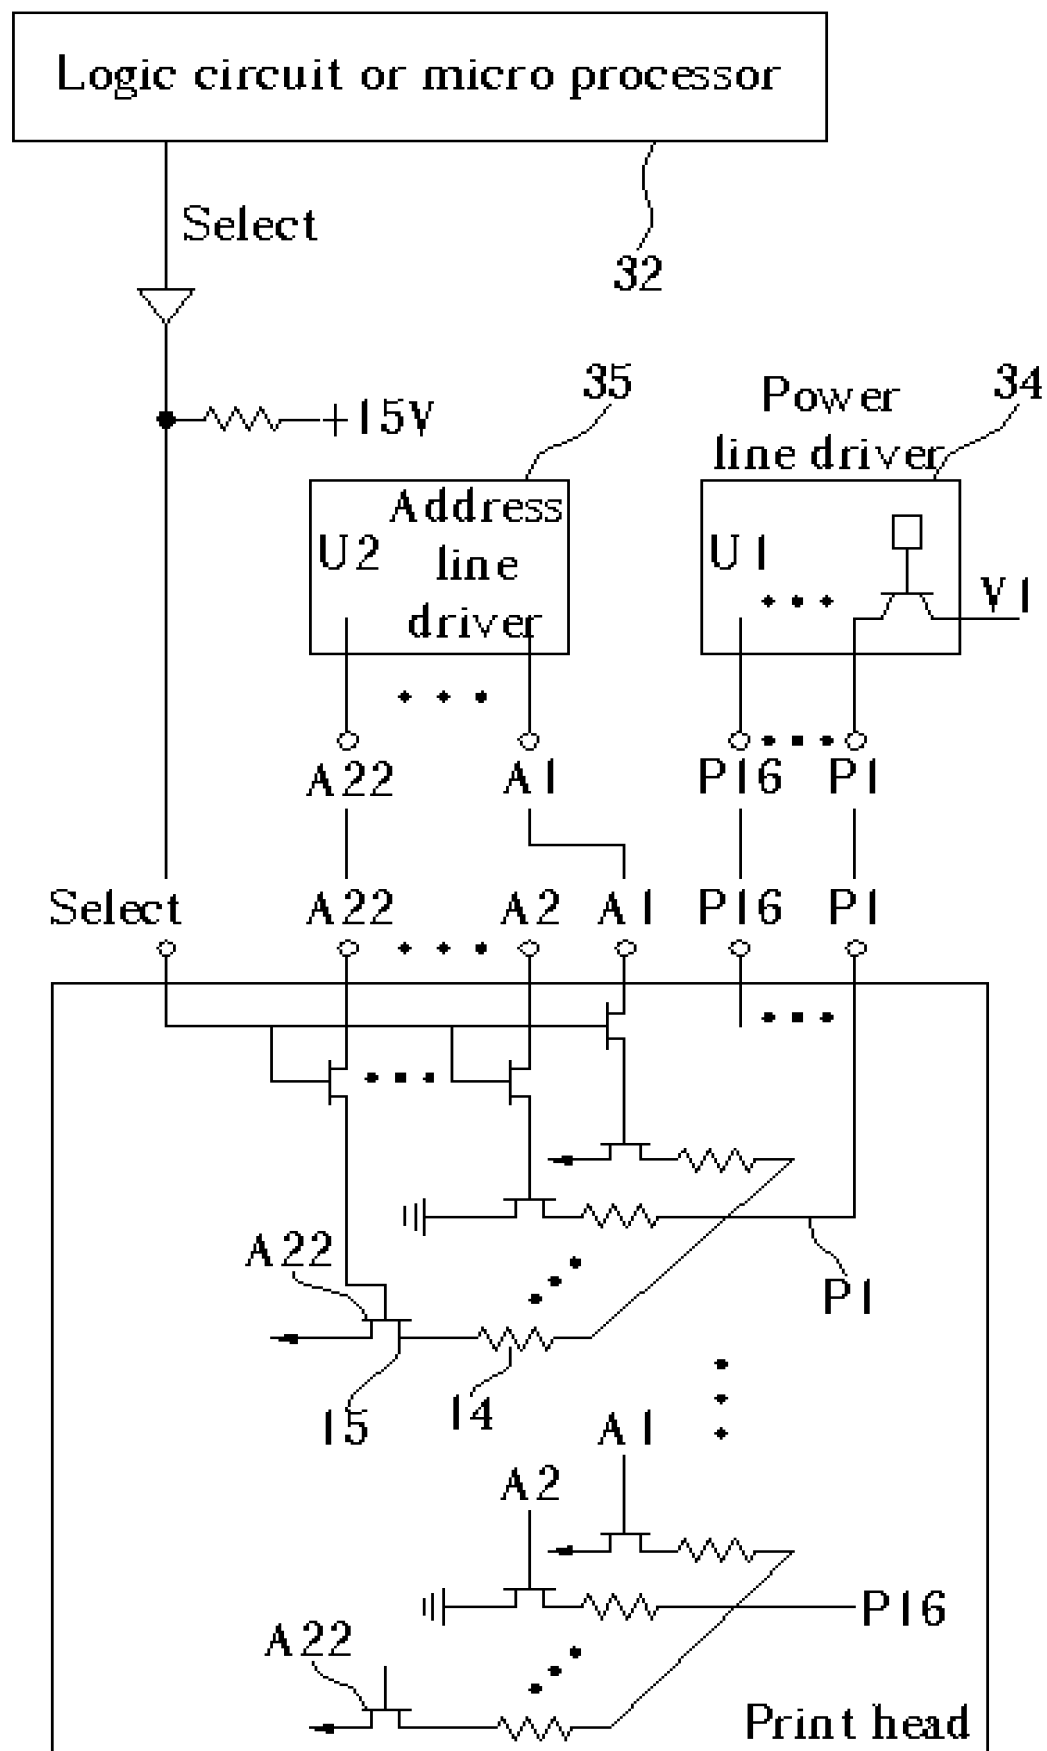 Logic circuit or micro processor
Select
32
+15V
35
Power
line driver
34
U2
Address
line
driver
U1
V1
A22
A1
P16
P1
Select
A22
A2
A1
P16
P1
A22
P1
15
14
A1
A2
P16
A22
Print head